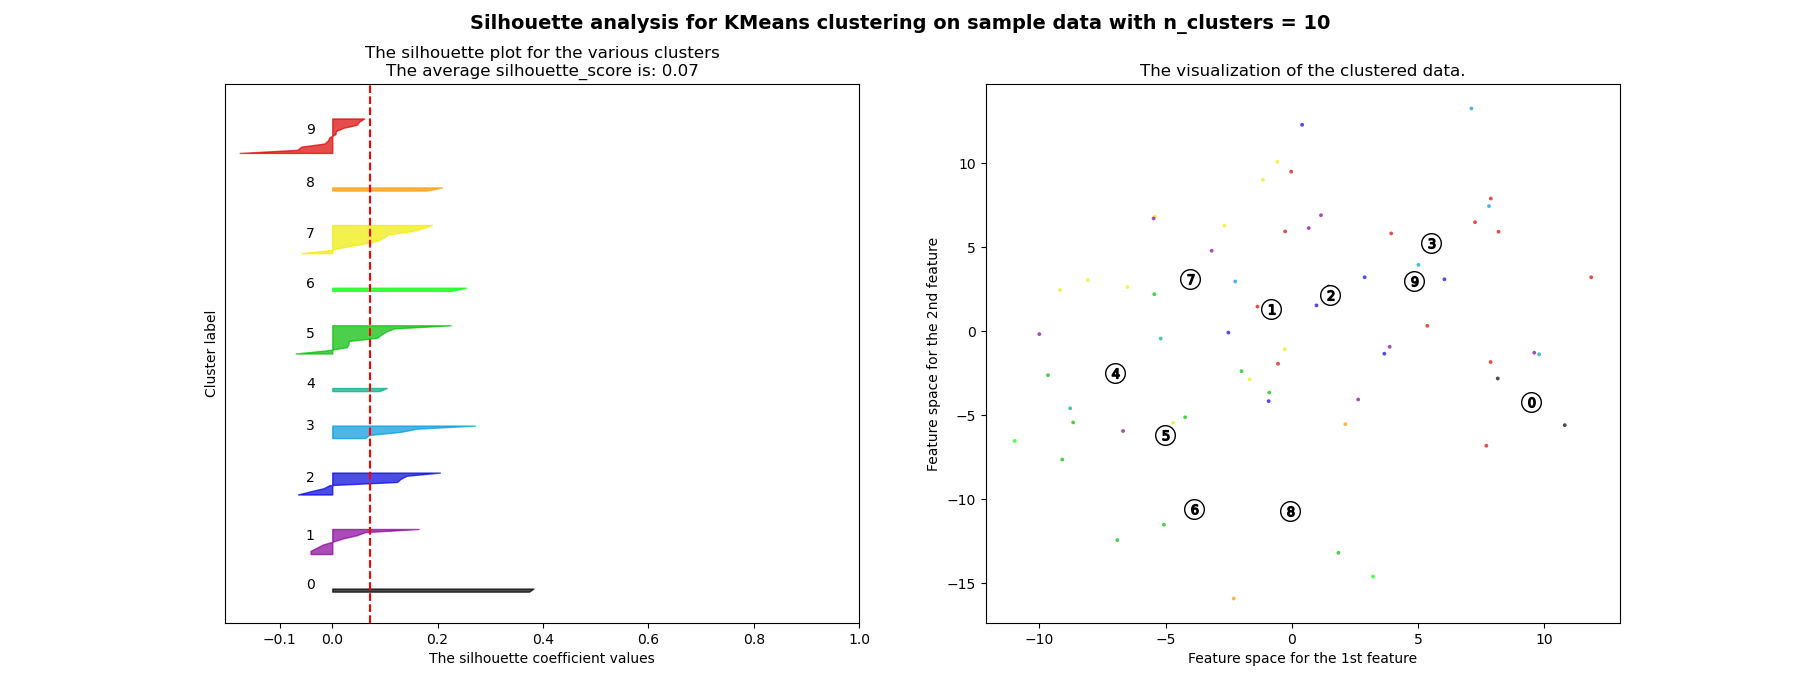 Silhouette analysis for KMeans clustering on sample data with n_clusters = 10
The silhouette plot for the various clusters
The average silhouette_score is: 0.07
9
8
7
6
5
4
3
2
1
0
Cluster label
−0.1 0.0 0.2 0.4 0.6 0.8 1.0
The silhouette coefficient values
The visualization of the clustered data.
10
5
0
−5
−10
−15
Feature space for the 2nd feature
3
7
9
2
1
4
0
5
6
8
−10 −5 0 5 10
Feature space for the 1st feature